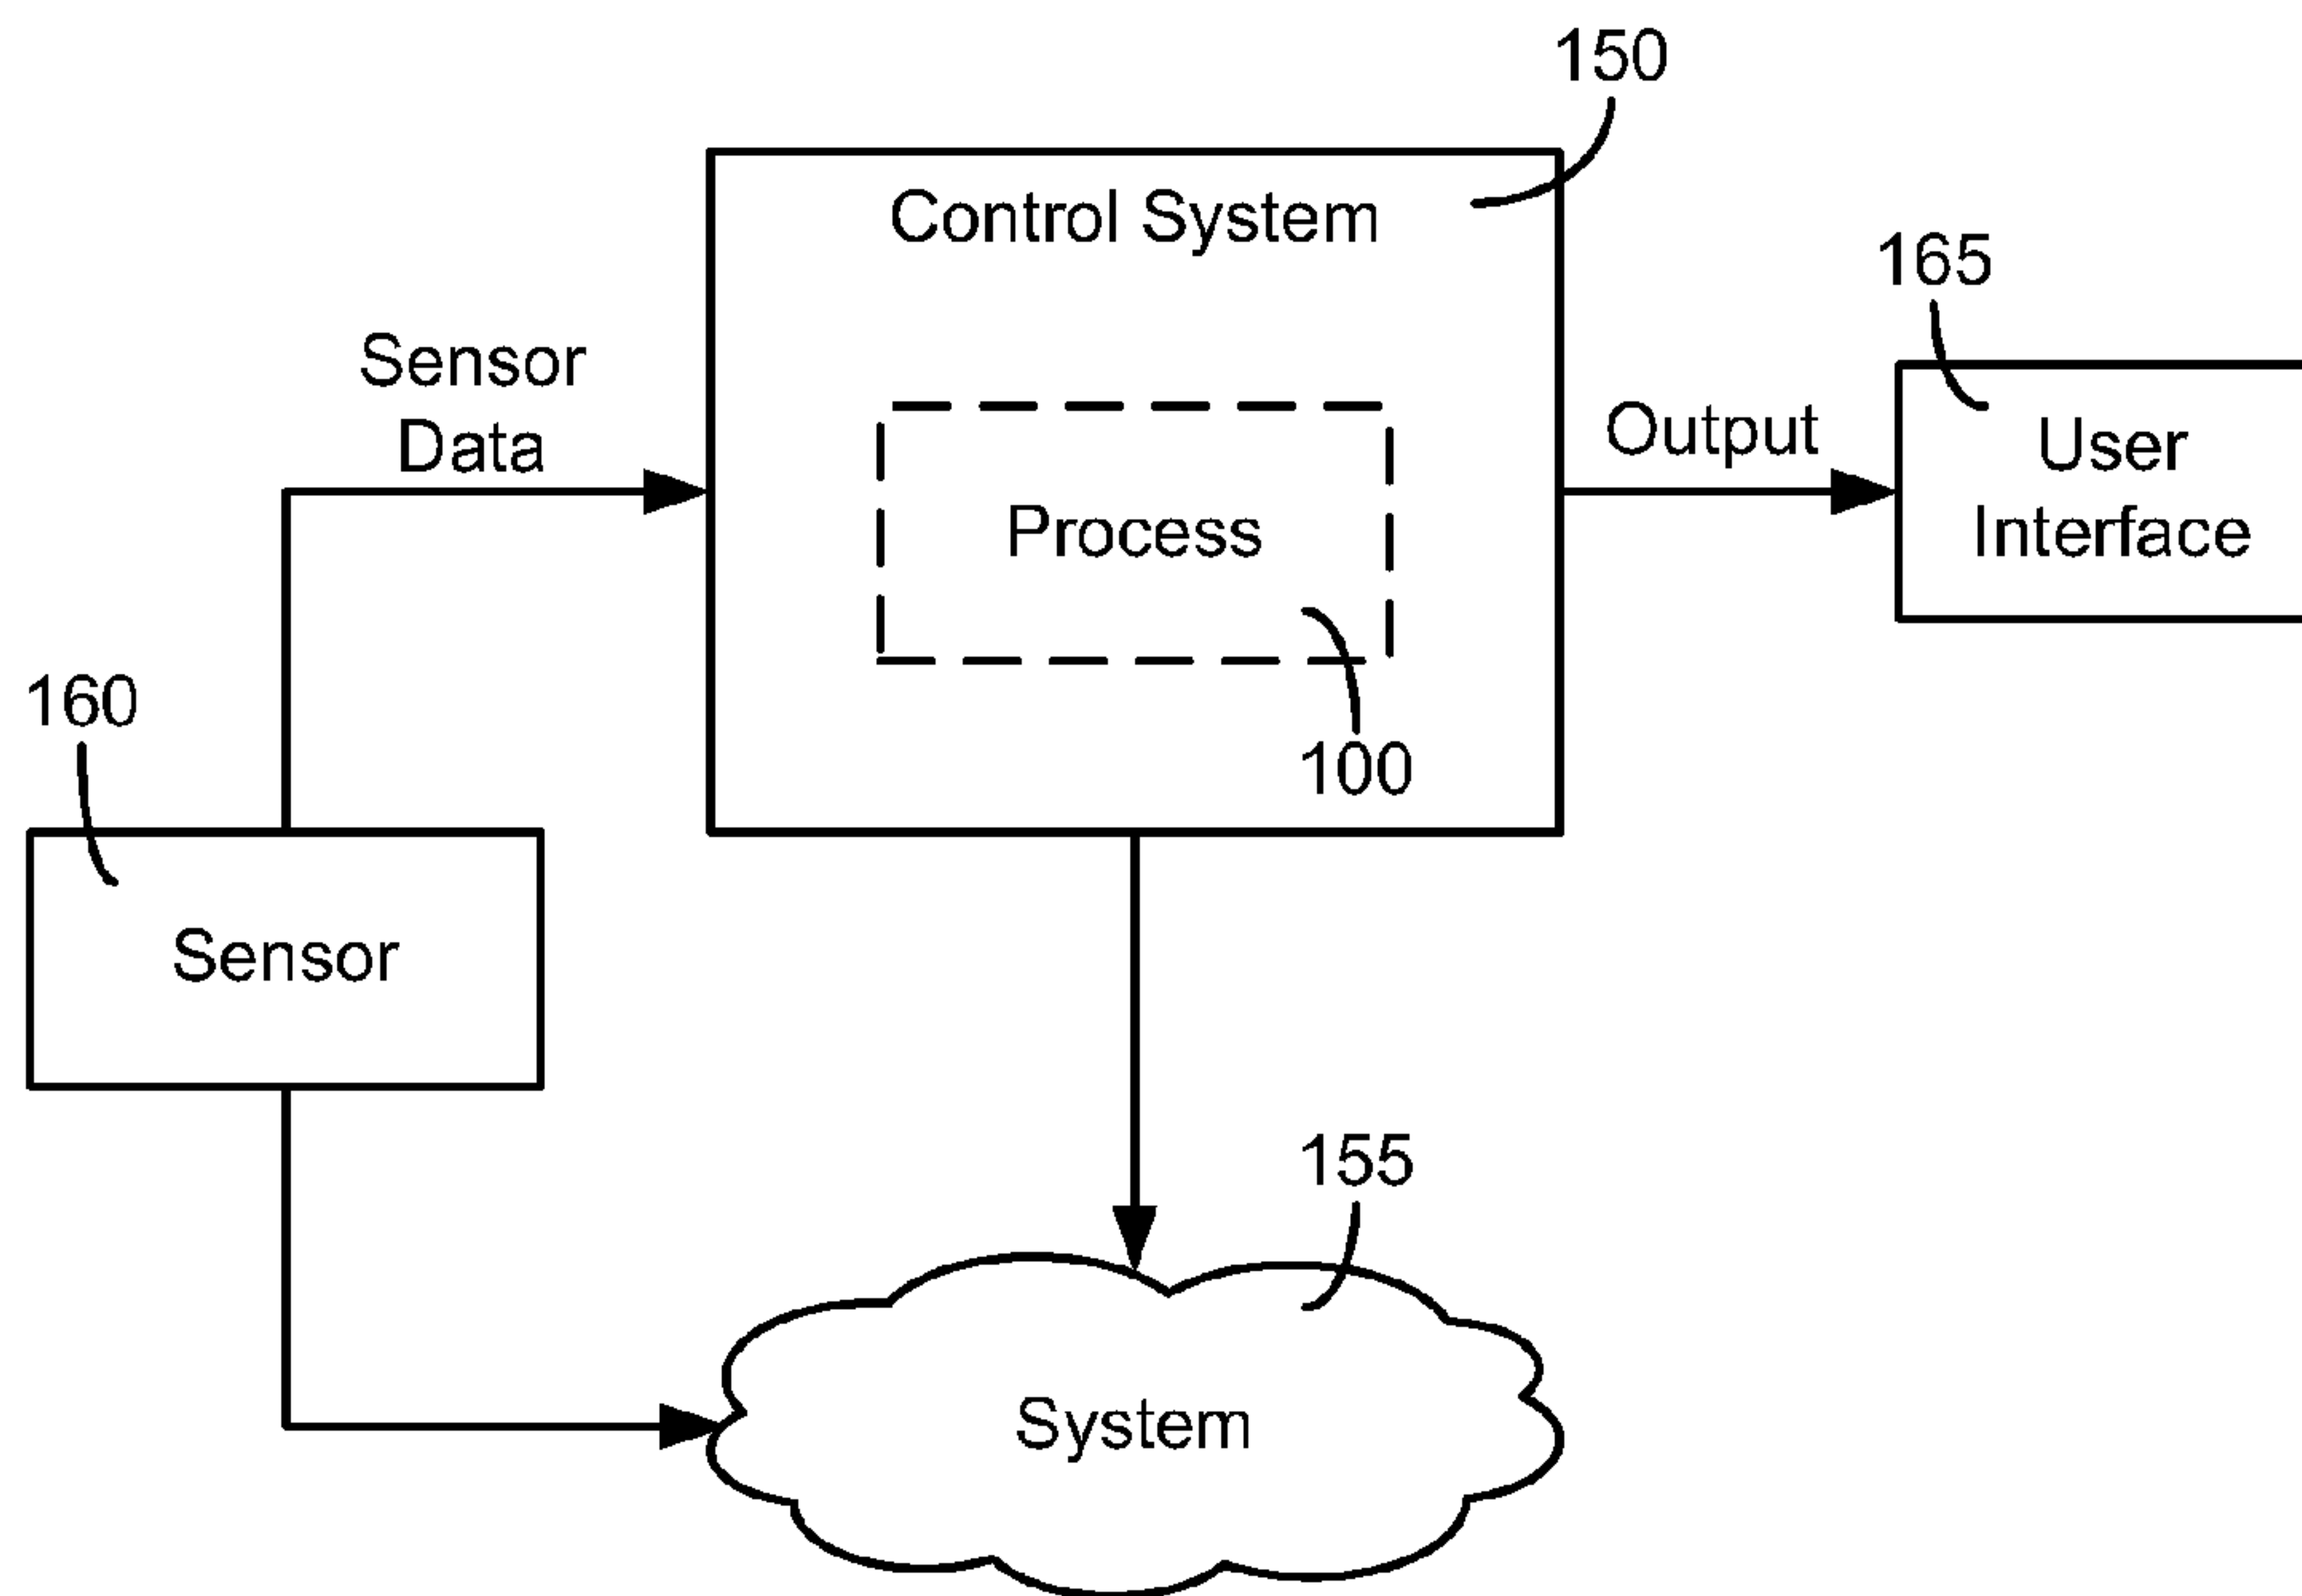 150
Control System
165
Sensor
Data
Output
User
Interface
Process
160
100
Sensor
155
System